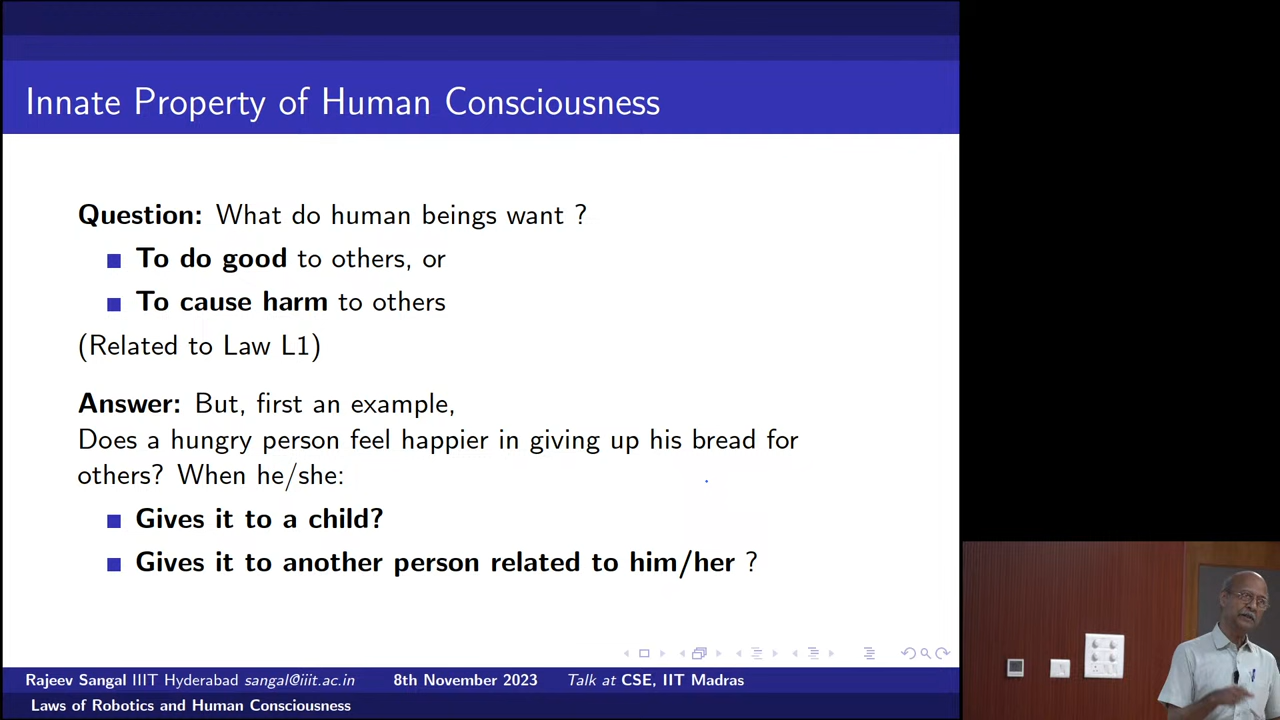 Innate Property of Human Consciousness
Question: What do human beings want ?
To do good to others, or
To cause harm to others
(Related to Law L1)
Answer: But, first an example,
Does a hungry person feel happier in giving up his bread for
others? When he/she:
Gives it to a child?
Gives it to another person related to him/her ?
Rajeev Sangal IIIT Hyderabad sangal@iiit.ac.in 8th November 2023 Talk at CSE, IIT Madras
Laws of Robotics and Human Consciousness